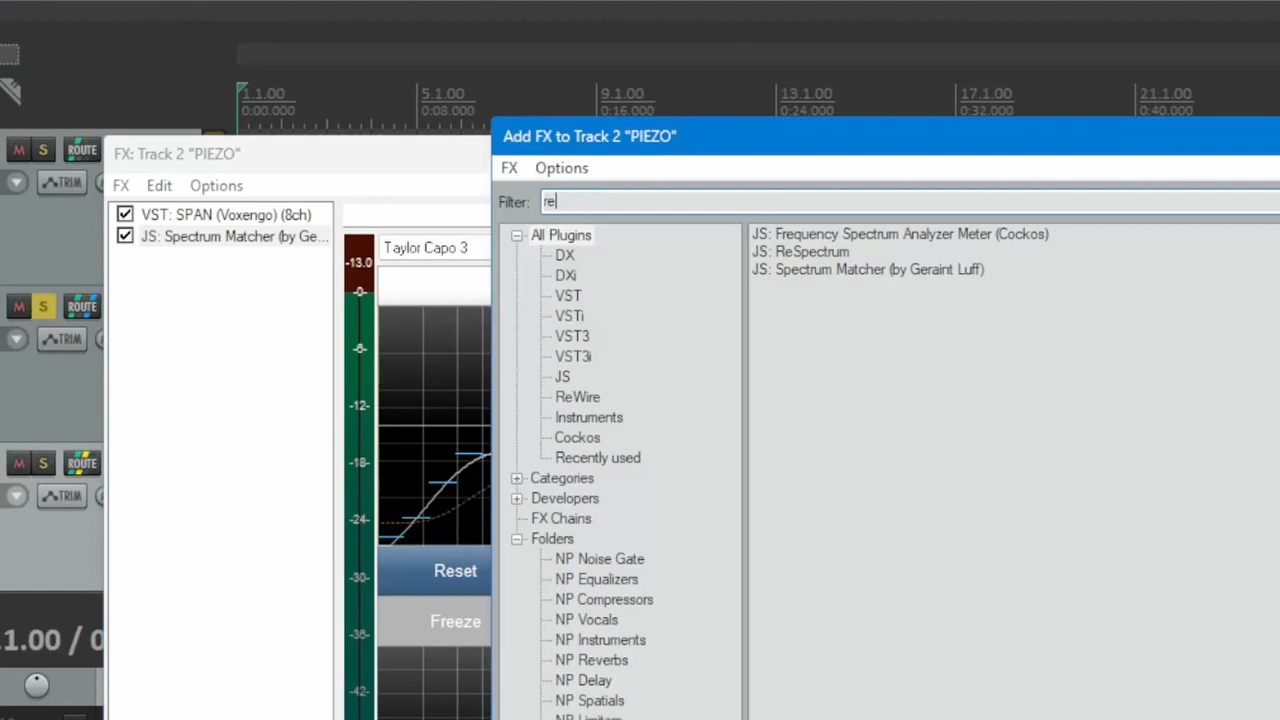 1.1.00 5.1.00 9.1.00 13.1.00 17.1.00 21.1.00
0:00.000 0:08.000 0:16.000 0:24.000 0:32.000 0:40.000
Add FX to Track 2 "PIEZO"
M S ROUTE FX: Track 2 "PIEZO"
FX Options
TRIM FX Edit Options
Filter: re
VST: SPAN (Voxengo) (8ch)
JS: Spectrum Matcher (by Ge...
Taylor Capo 3
-13.0
-0-
-6-
-12-
-18-
-24-
-30-
-36-
-42-
Reset
Freeze
M S ROUTE
TRIM
M S ROUTE
TRIM
.1.00 / 0
All Plugins
DX
DXi
VST
VSTi
VST3
VST3i
JS
ReWire
Instruments
Cockos
Recently used
Categories
Developers
FX Chains
Folders
NP Noise Gate
NP Equalizers
NP Compressors
NP Vocals
NP Instruments
NP Reverbs
NP Delay
NP Spatials
JS: Frequency Spectrum Analyzer Meter (Cockos)
JS: ReSpectrum
JS: Spectrum Matcher (by Geraint Luff)